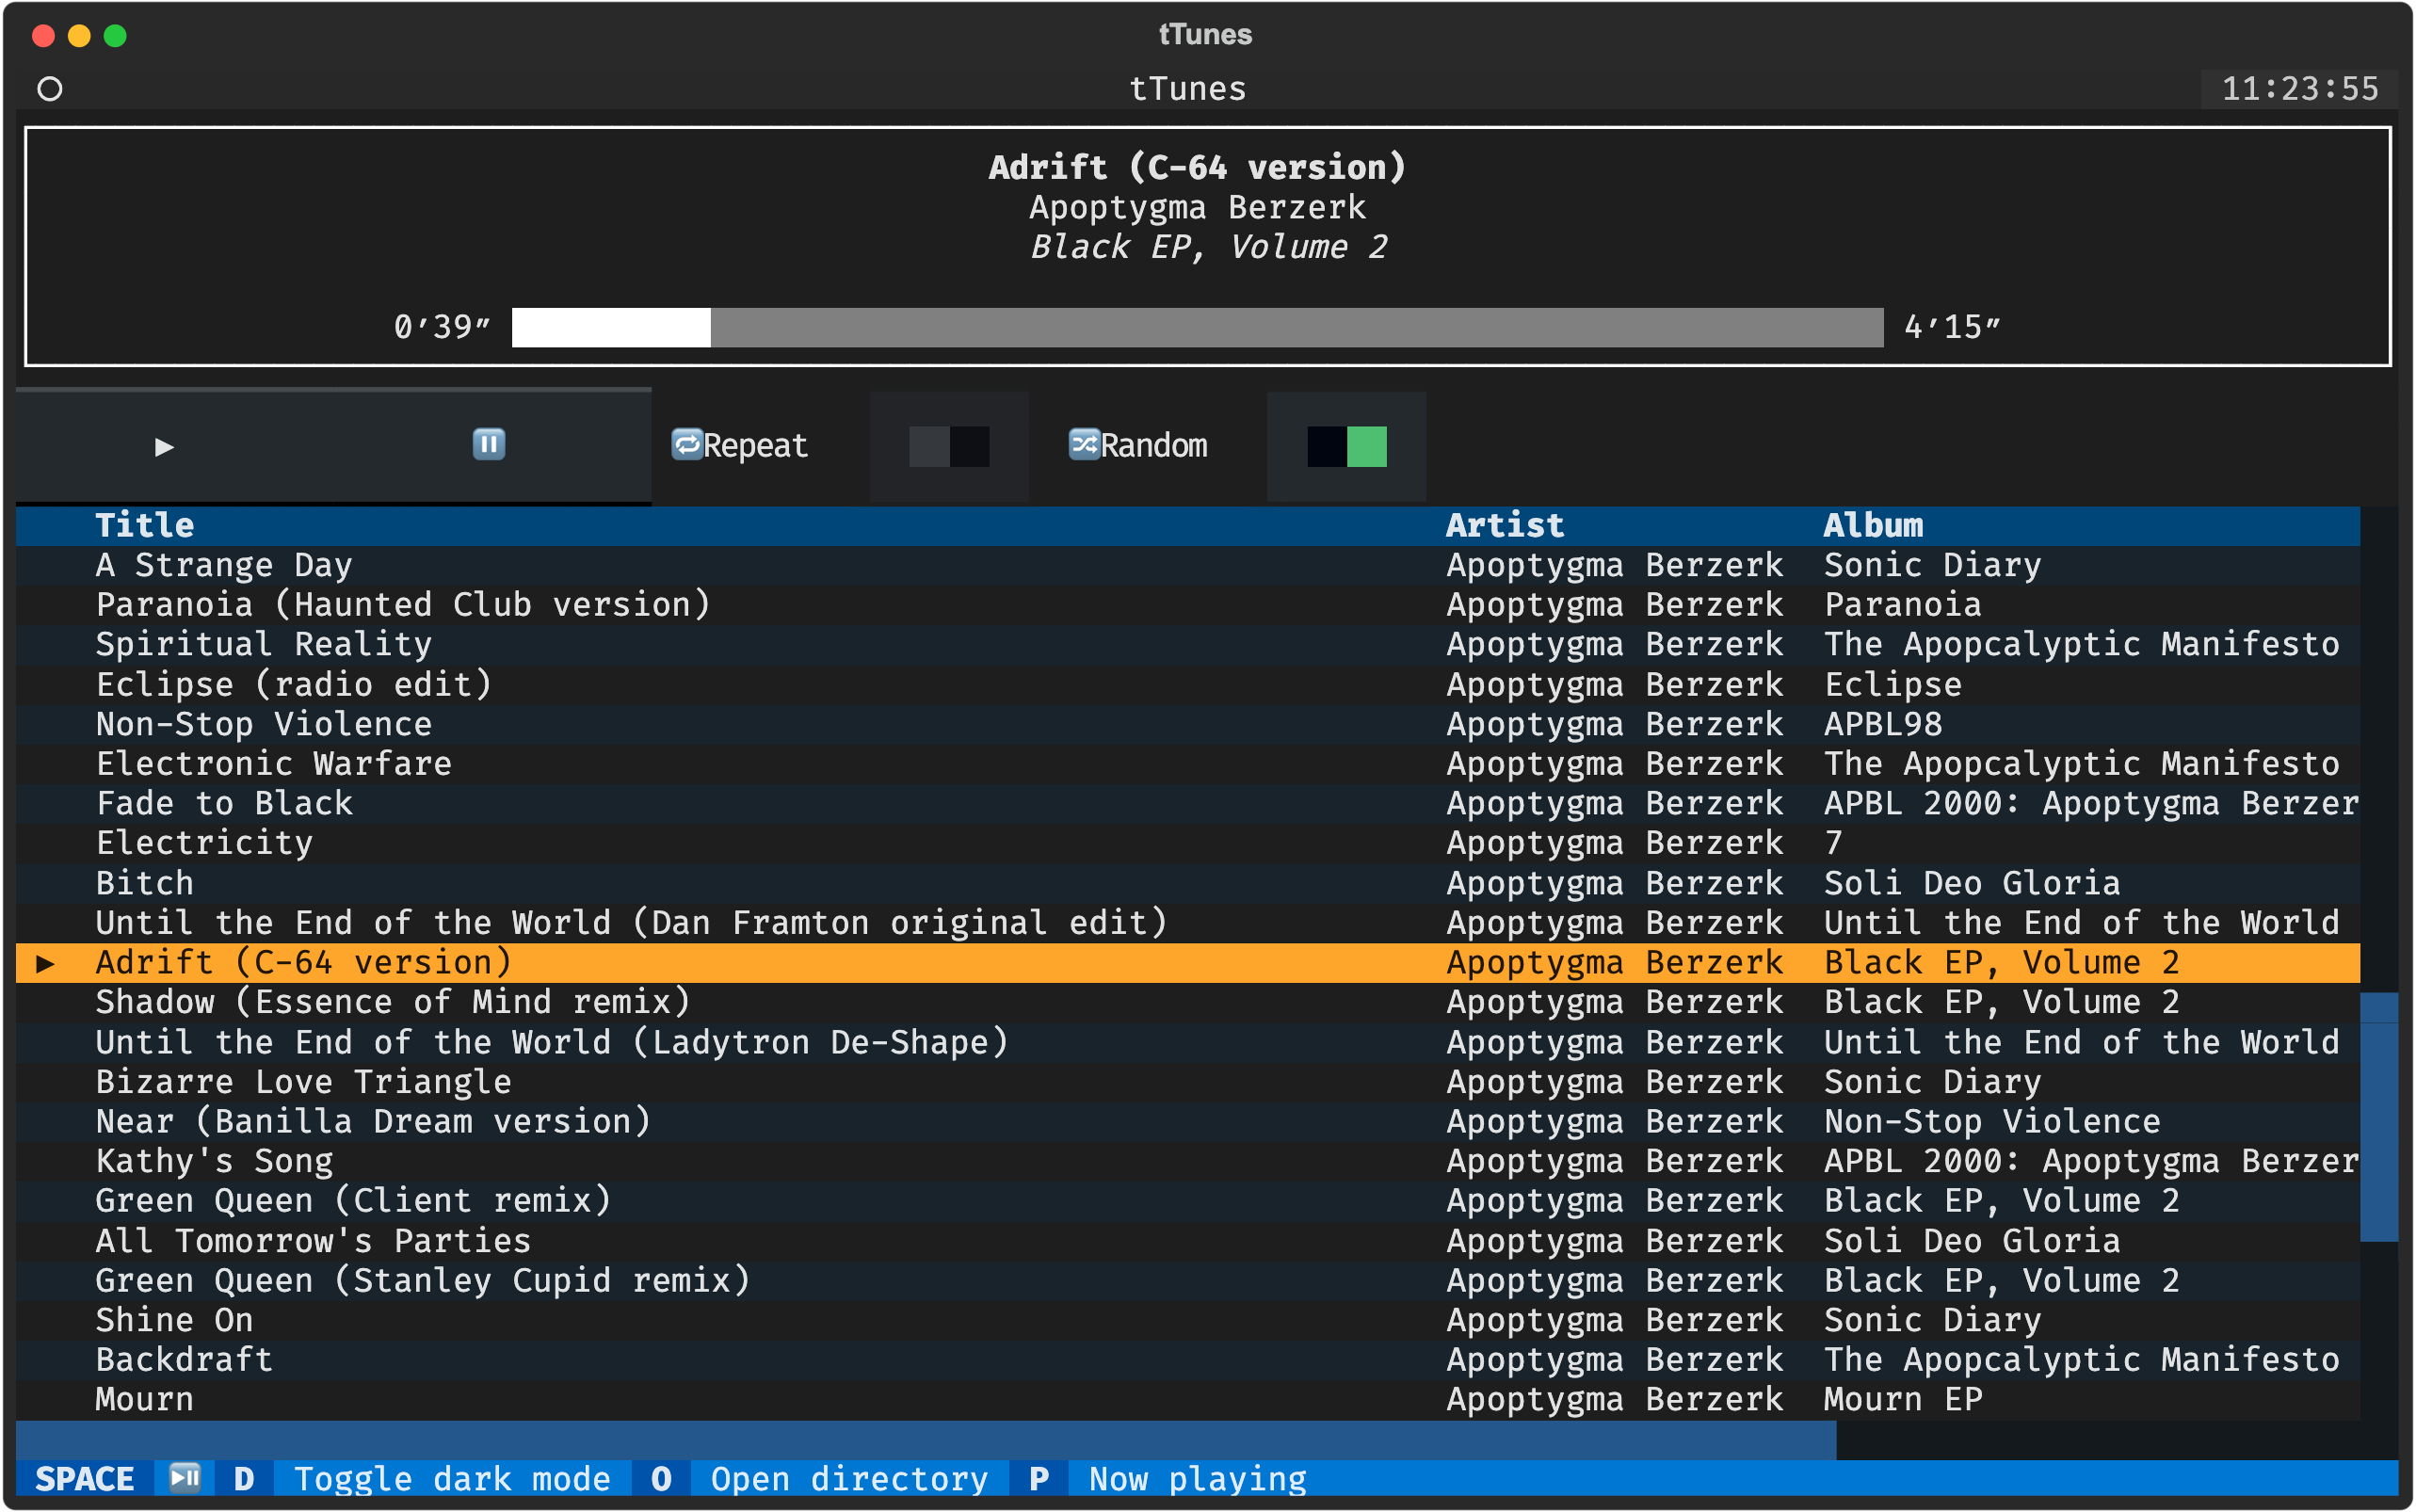 tTunes
tTunes 11:23:55
Adrift (C-64 version)
Apoptygma Berzerk
Black EP, Volume 2
0′39″ 4′15″
Repeat Random
Title Artist Album
A Strange Day Apoptygma Berzerk Sonic Diary
Paranoia (Haunted Club version) Apoptygma Berzerk Paranoia
Spiritual Reality Apoptygma Berzerk The Apopcalyptic Manifesto
Eclipse (radio edit) Apoptygma Berzerk Eclipse
Non-Stop Violence Apoptygma Berzerk APBL98
Electronic Warfare Apoptygma Berzerk The Apopcalyptic Manifesto
Fade to Black Apoptygma Berzerk APBL 2000: Apoptygma Berzer
Electricity Apoptygma Berzerk 7
Bitch Apoptygma Berzerk Soli Deo Gloria
Until the End of the World (Dan Framton original edit) Apoptygma Berzerk Until the End of the World
▶ Adrift (C-64 version) Apoptygma Berzerk Black EP, Volume 2
Shadow (Essence of Mind remix) Apoptygma Berzerk Black EP, Volume 2
Until the End of the World (Ladytron De-Shape) Apoptygma Berzerk Until the End of the World
Bizarre Love Triangle Apoptygma Berzerk Sonic Diary
Near (Banilla Dream version) Apoptygma Berzerk Non-Stop Violence
Kathy's Song Apoptygma Berzerk APBL 2000: Apoptygma Berzer
Green Queen (Client remix) Apoptygma Berzerk Black EP, Volume 2
All Tomorrow's Parties Apoptygma Berzerk Soli Deo Gloria
Green Queen (Stanley Cupid remix) Apoptygma Berzerk Black EP, Volume 2
Shine On Apoptygma Berzerk Sonic Diary
Backdraft Apoptygma Berzerk The Apopcalyptic Manifesto
Mourn Apoptygma Berzerk Mourn EP
SPACE ⏯ D Toggle dark mode O Open directory P Now playing